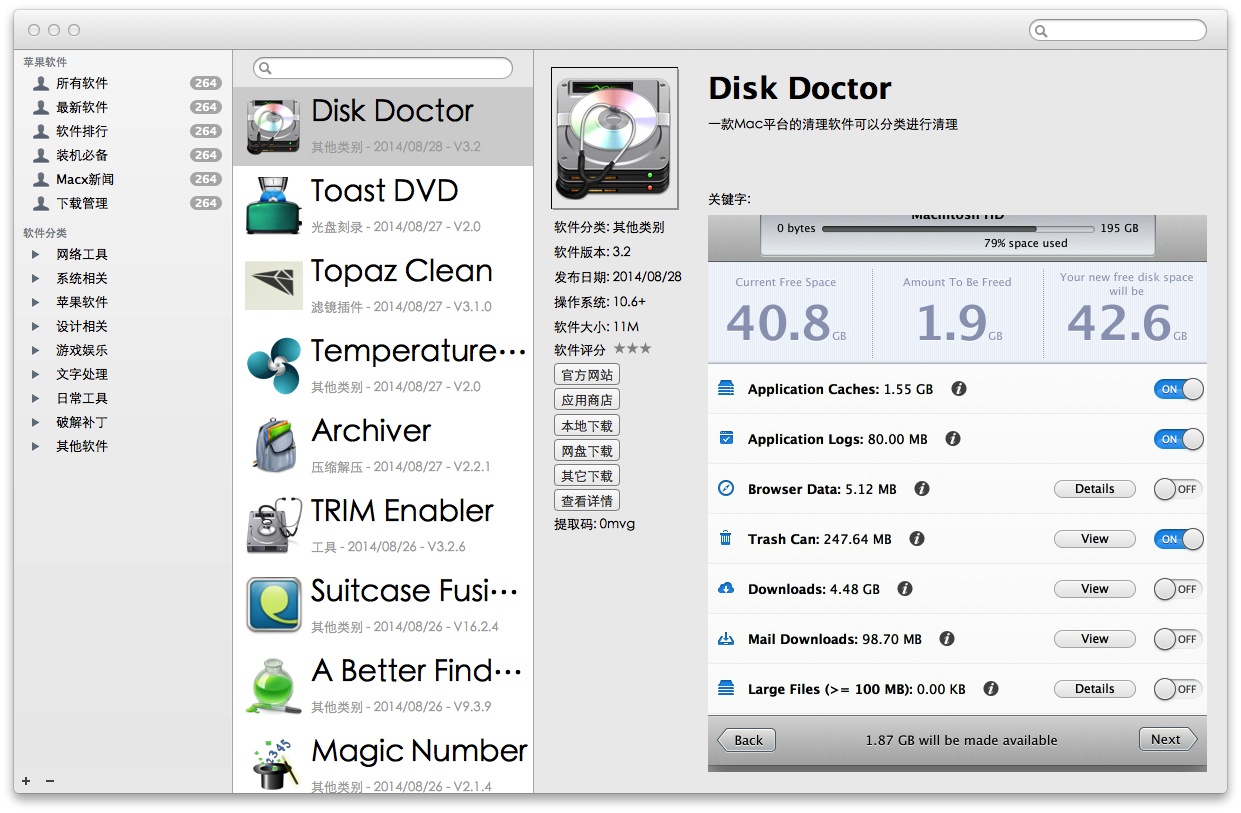 苹果软件
所有软件 264
最新软件 264
软件排行 264
装机必备 264
Macx新闻 264
下载管理 264
软件分类
网络工具
系统相关
苹果软件
设计相关
游戏娱乐
文字处理
日常工具
破解补丁
其他软件
+ −
Disk Doctor
其他类别 - 2014/08/28 - V3.2
Toast DVD
光盘刻录 - 2014/08/27 - V2.0
Topaz Clean
滤镜插件 - 2014/08/27 - V3.1.0
Temperature···
其他类别 - 2014/08/27 - V2.0
Archiver
压缩解压 - 2014/08/27 - V2.2.1
TRIM Enabler
工具 - 2014/08/26 - V3.2.6
Suitcase Fusi···
其他类别 - 2014/08/26 - V16.2.4
A Better Find···
其他类别 - 2014/08/26 - V9.3.9
Magic Number
其他类别 - 2014/08/26 - V2.1.4
软件分类: 其他类别
软件版本: 3.2
发布日期: 2014/08/28
操作系统: 10.6+
软件大小: 11M
软件评分 ★★★
官方网站
应用商店
本地下载
网盘下载
其它下载
查看详情
提取码: 0mvg
Disk Doctor
一款Mac平台的清理软件可以分类进行清理
关键字:
Macintosh HD
0 bytes 195 GB
79% space used
Current Free Space
40.8 GB
Amount To Be Freed
1.9 GB
Your new free disk space
will be
42.6 GB
Application Caches: 1.55 GB i ON
Application Logs: 80.00 MB i ON
Browser Data: 5.12 MB i Details OFF
Trash Can: 247.64 MB i View ON
Downloads: 4.48 GB i View OFF
Mail Downloads: 98.70 MB i View OFF
Large Files (>= 100 MB): 0.00 KB i Details OFF
Back 1.87 GB will be made available Next